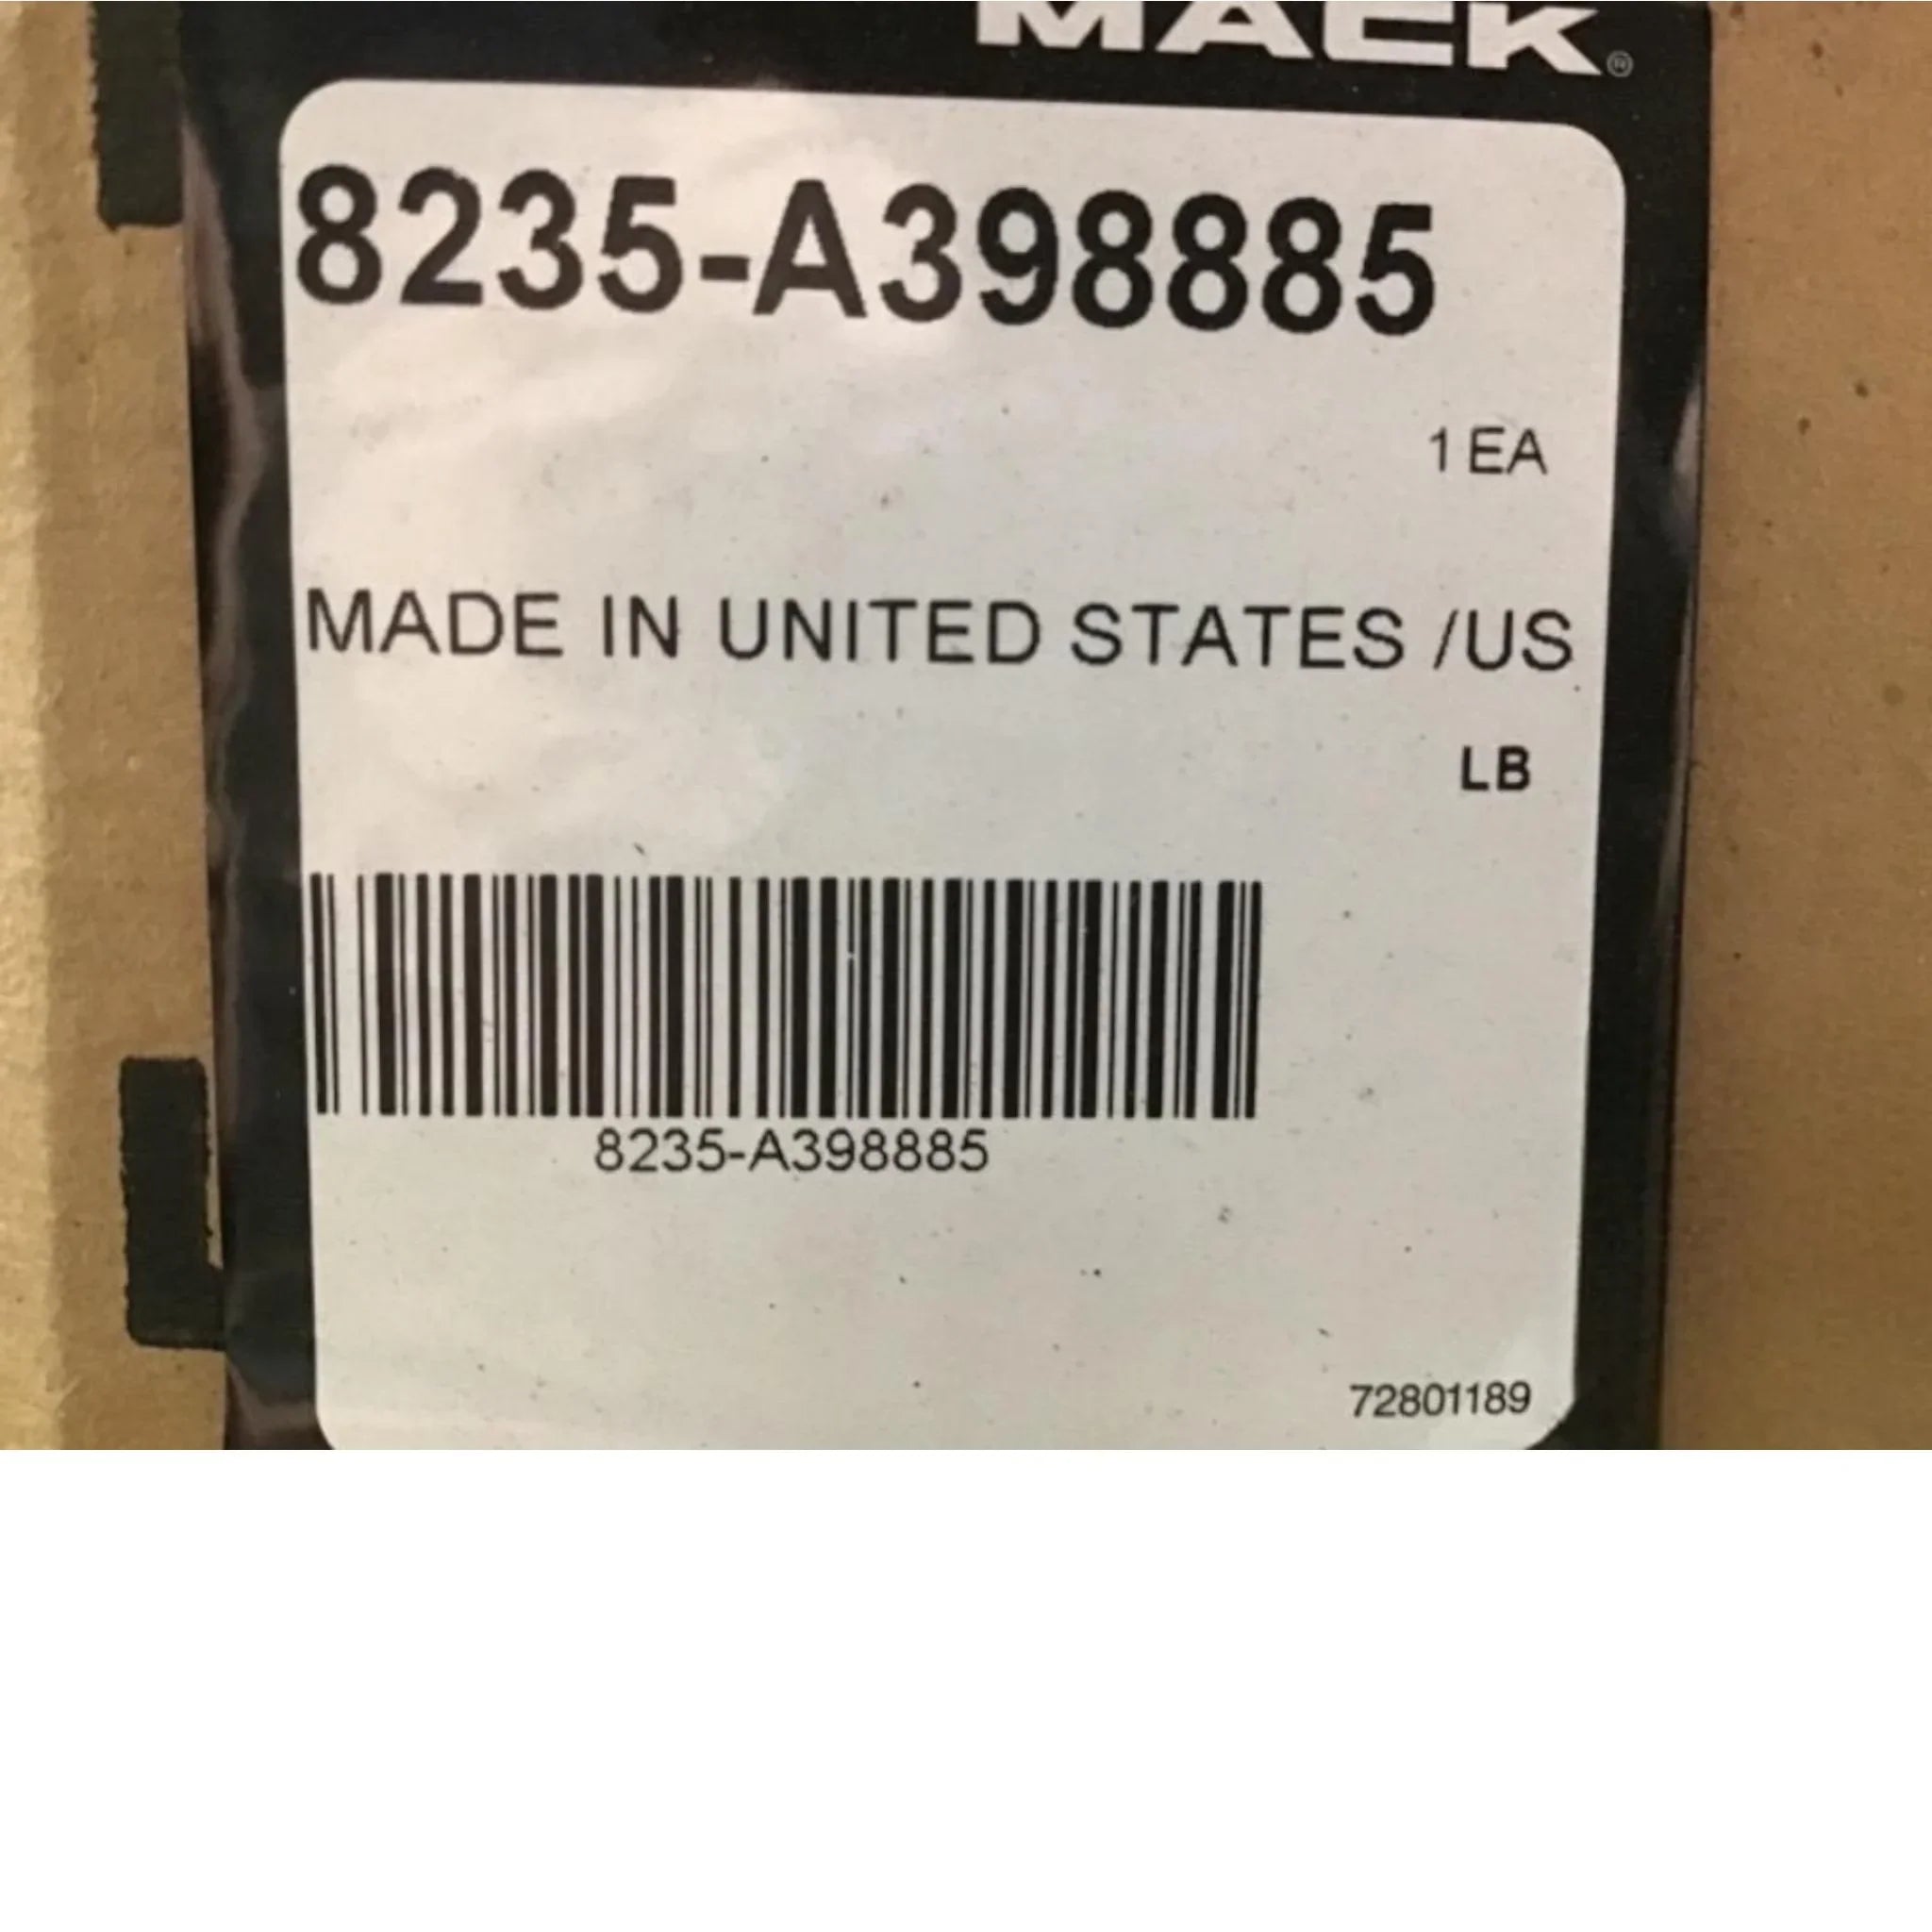 MACK®
8235-A398885
1 EA
MADE IN UNITED STATES /US
LB
8235-A398885
72801189